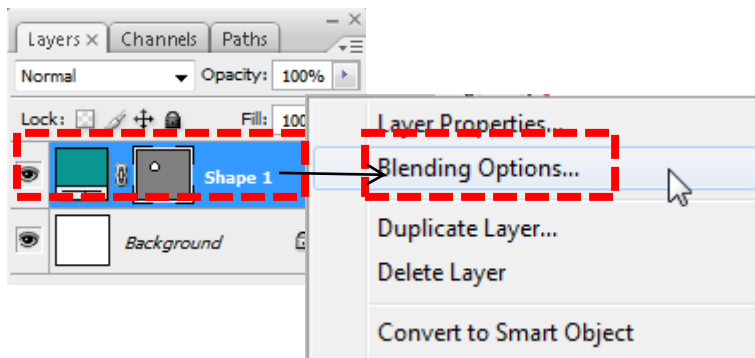 Layers × Channels Paths
Normal Opacity: 100%
Lock: Fill: 100
Shape 1
Background
Layer Properties...
Blending Options...
Duplicate Layer...
Delete Layer
Convert to Smart Object